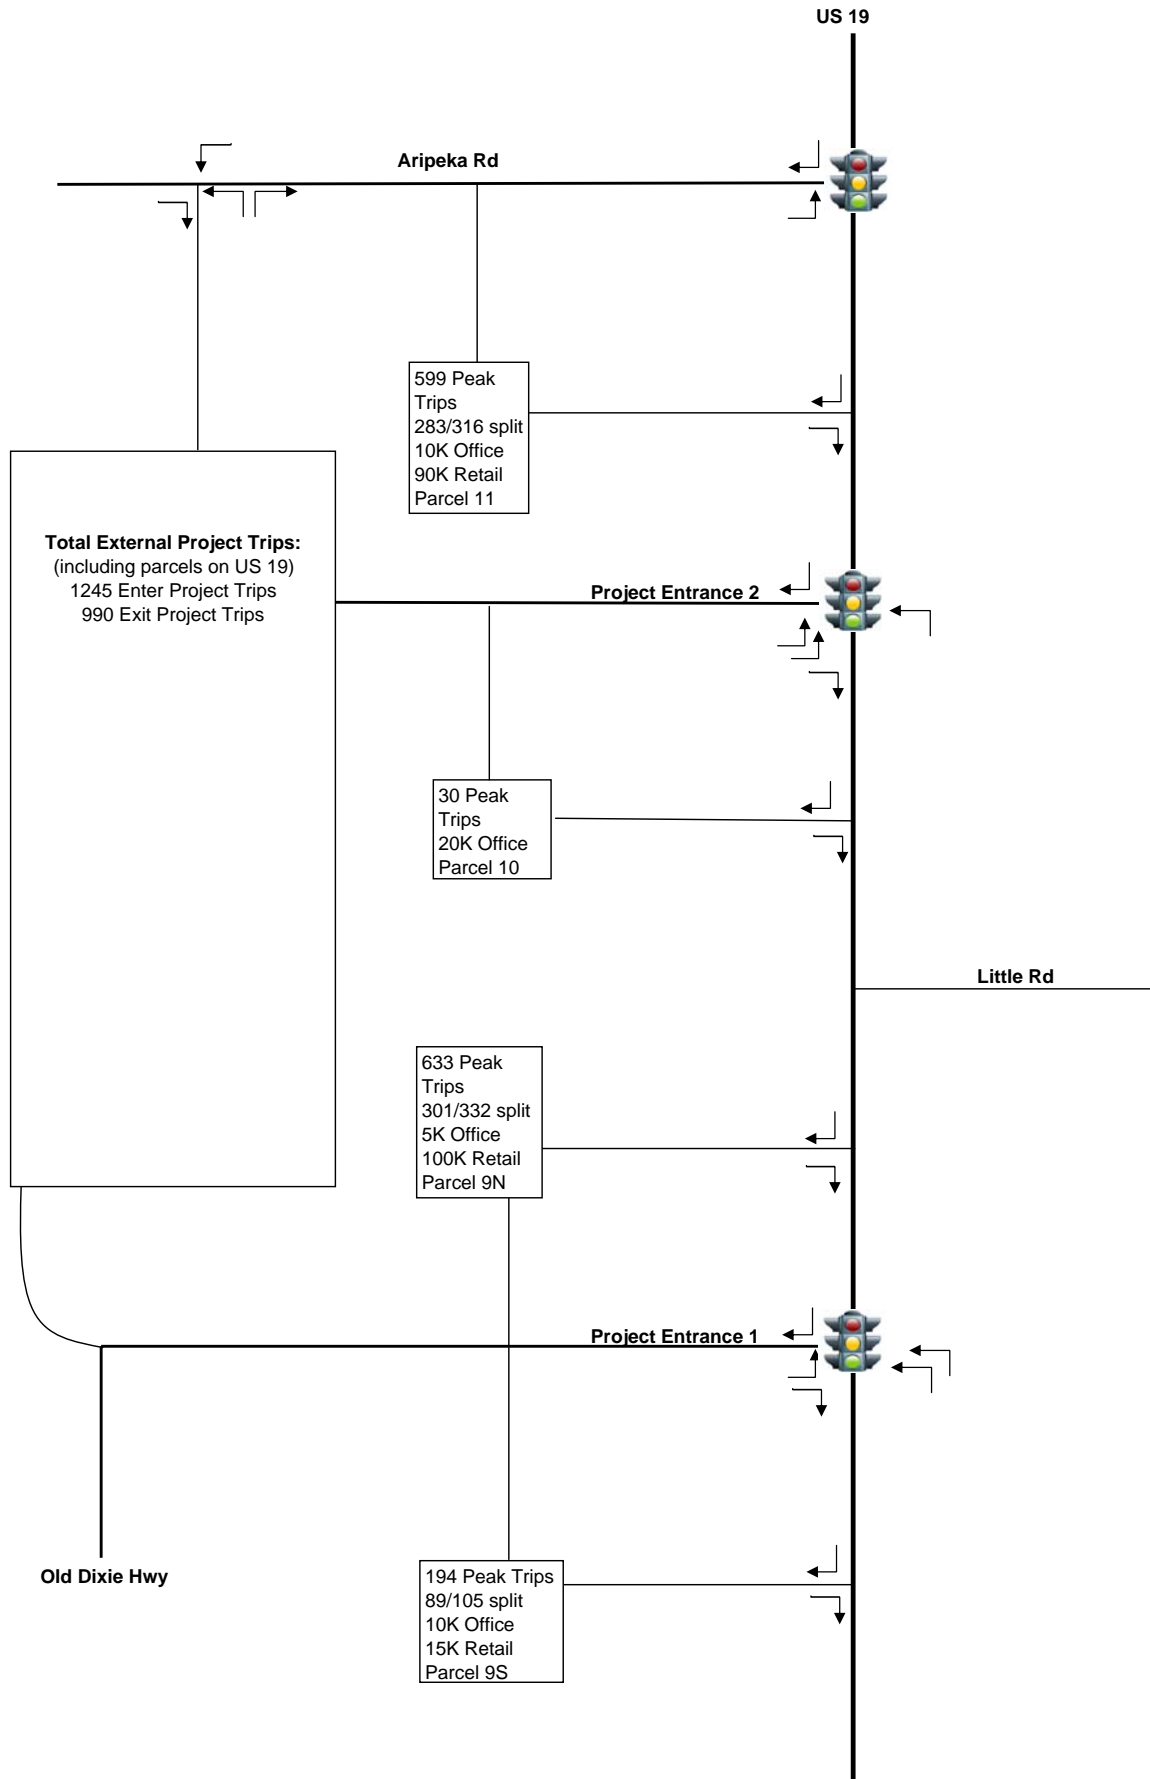 US 19
Aripeka Rd
599 Peak
Trips
283/316 split
10K Office
90K Retail
Parcel 11
Total External Project Trips:
(including parcels on US 19)
1245 Enter Project Trips
990 Exit Project Trips
Project Entrance 2
30 Peak
Trips
20K Office
Parcel 10
Little Rd
633 Peak
Trips
301/332 split
5K Office
100K Retail
Parcel 9N
Project Entrance 1
Old Dixie Hwy
194 Peak Trips
89/105 split
10K Office
15K Retail
Parcel 9S